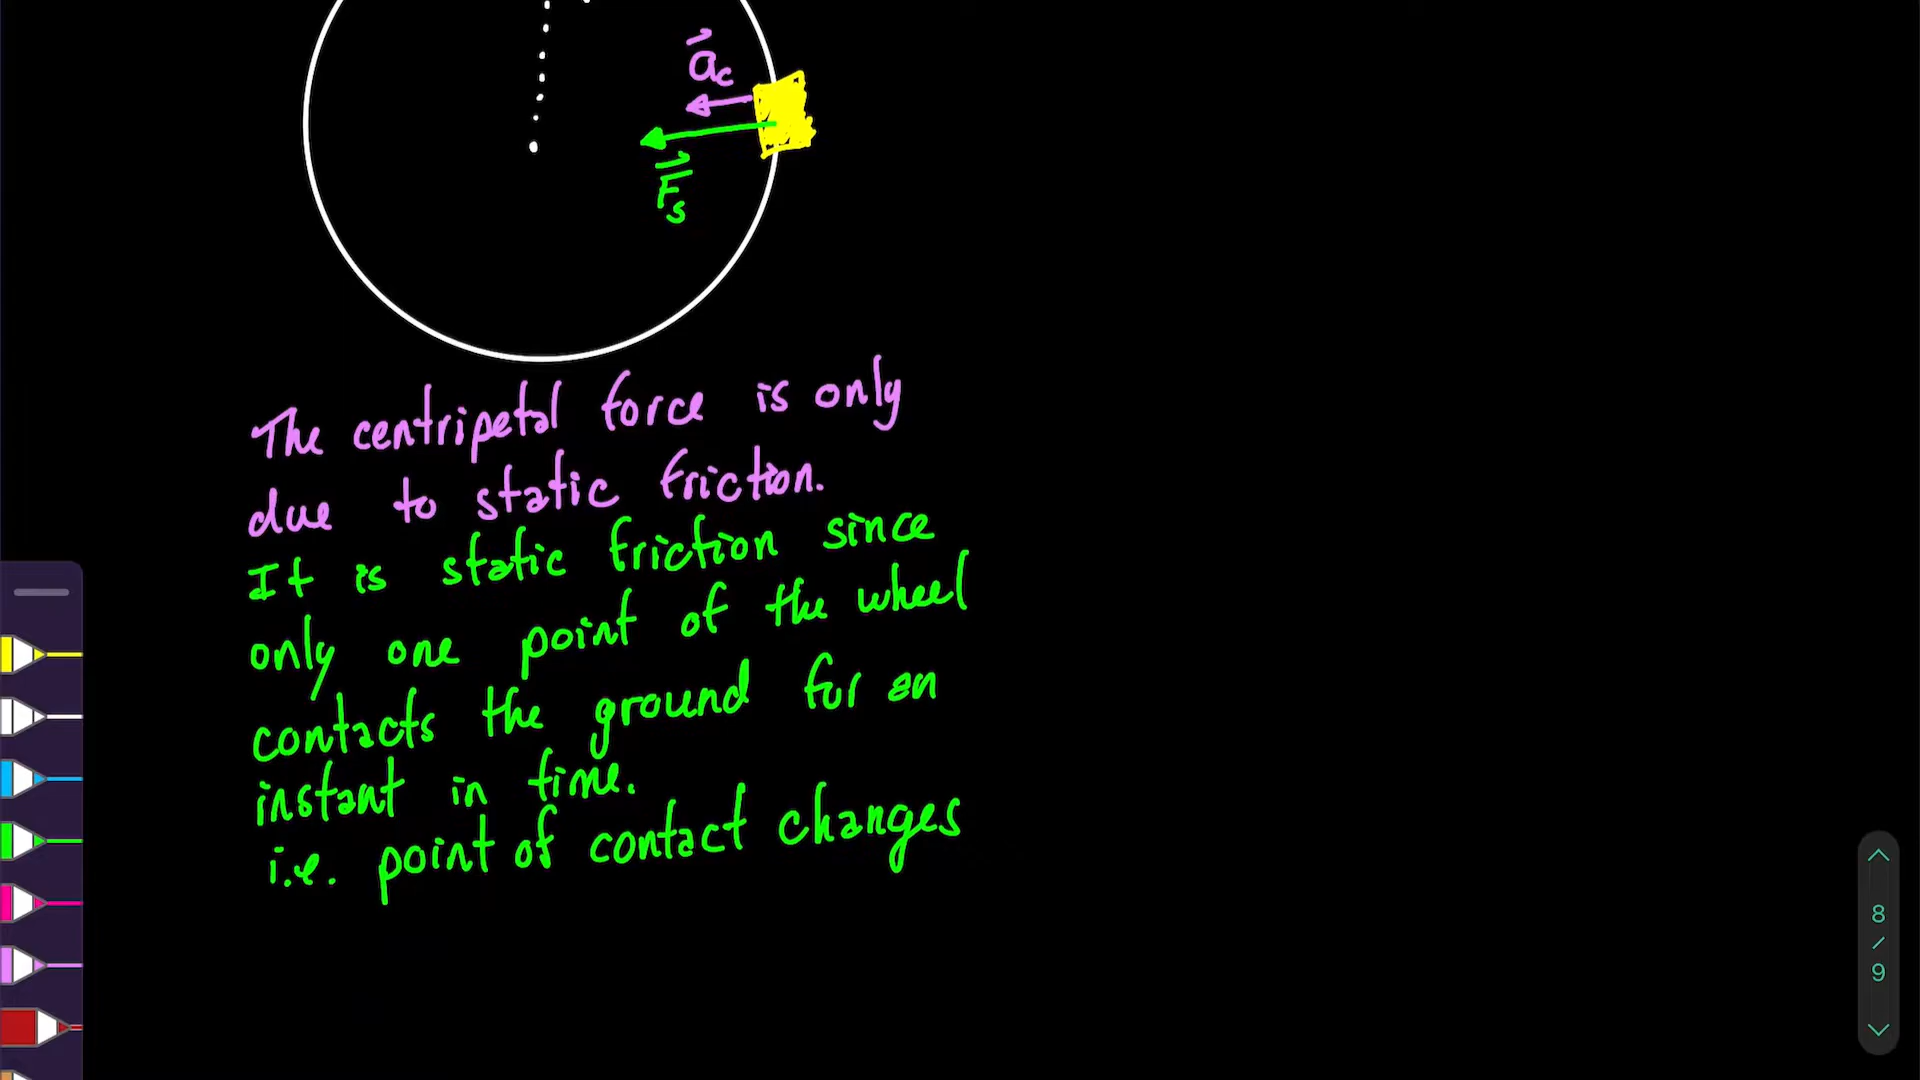 a⃗c
F⃗s
The centripetal force is only
due to static friction.
It is static friction since
only one point of the wheel
contacts the ground for an
instant in time.
i.e. point of contact changes
8
/
9